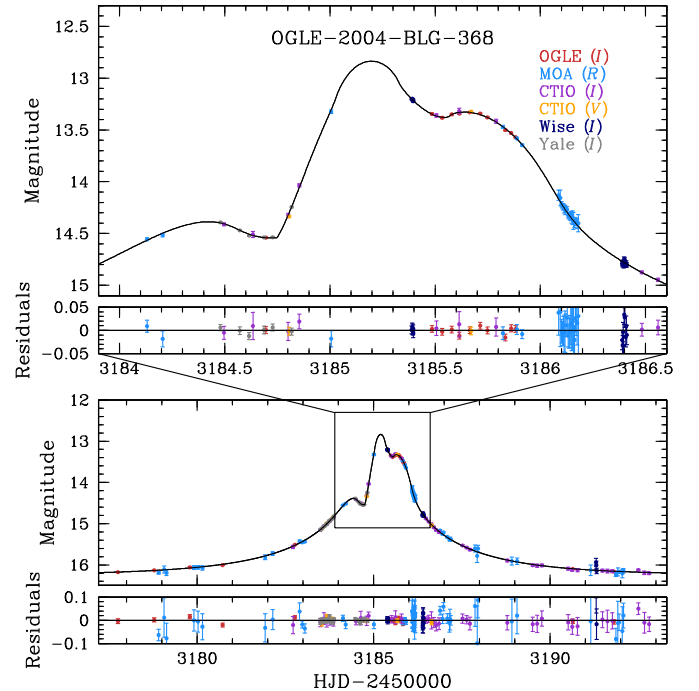 OGLE-2004-BLG-368
OGLE (I)
MOA (R)
CTIO (I)
CTIO (V)
Wise (I)
Yale (I)
Magnitude
12.5
13
13.5
14
14.5
15
Residuals
0.05
0
-0.05
3184
3184.5
3185
3185.5
3186
3186.5
Magnitude
12
13
14
15
16
Residuals
0.1
0
-0.1
3180
3185
3190
HJD-2450000